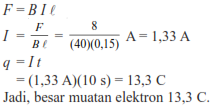 F = B I ℓ
I = F / B ℓ = 8 / (40)(0,15) A = 1,33 A
q = I t
= (1,33 A)(10 s) = 13,3 C
Jadi, besar muatan elektron 13,3 C.